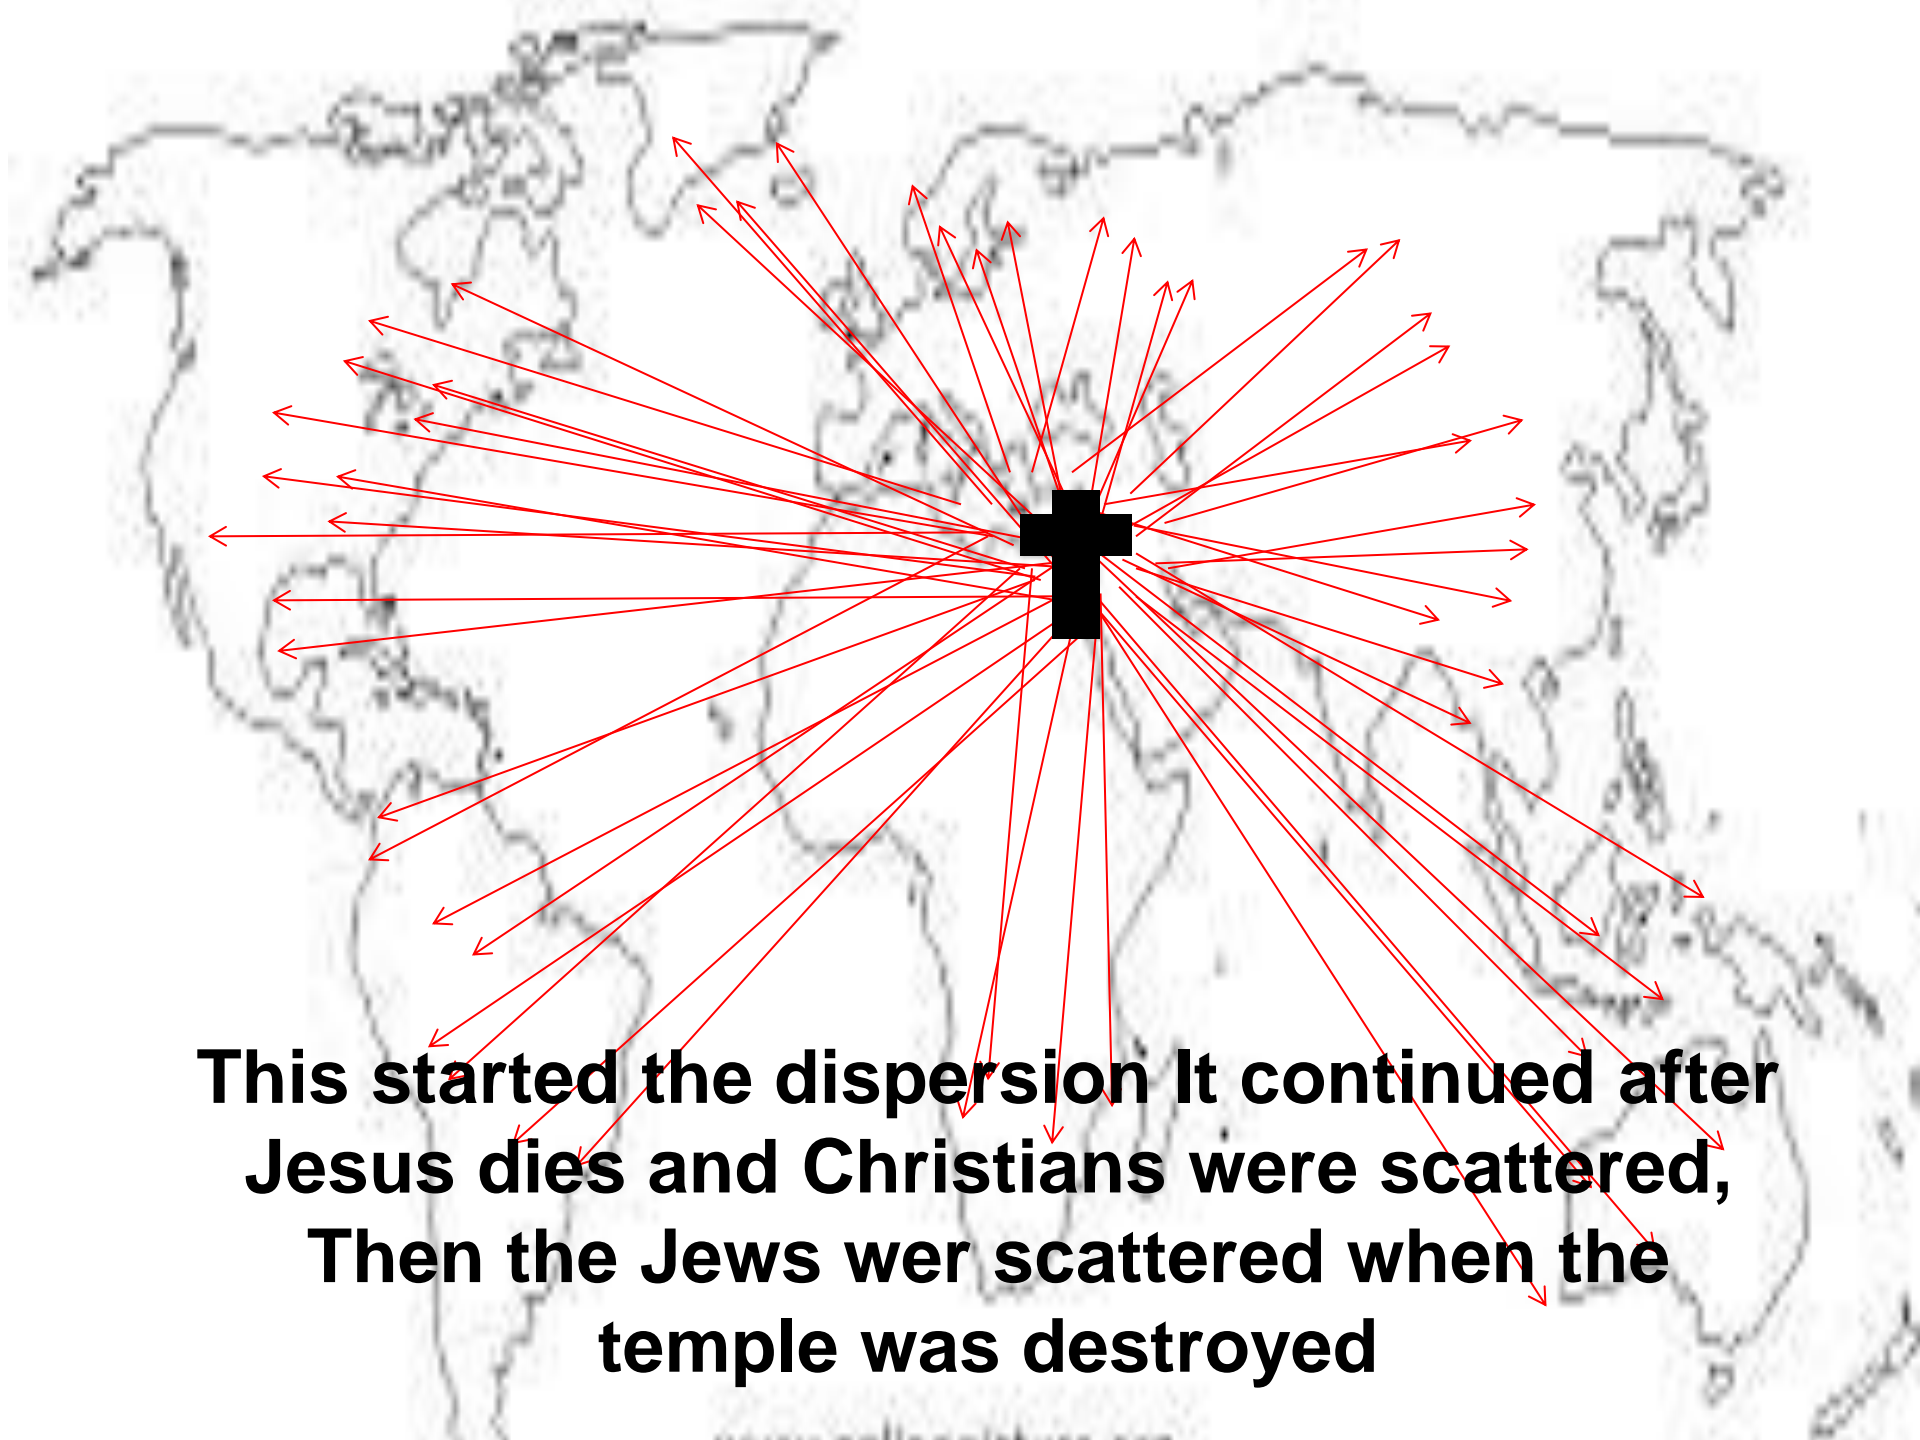 This started the dispersion It continued after
Jesus dies and Christians were scattered,
Then the Jews wer scattered when the
temple was destroyed